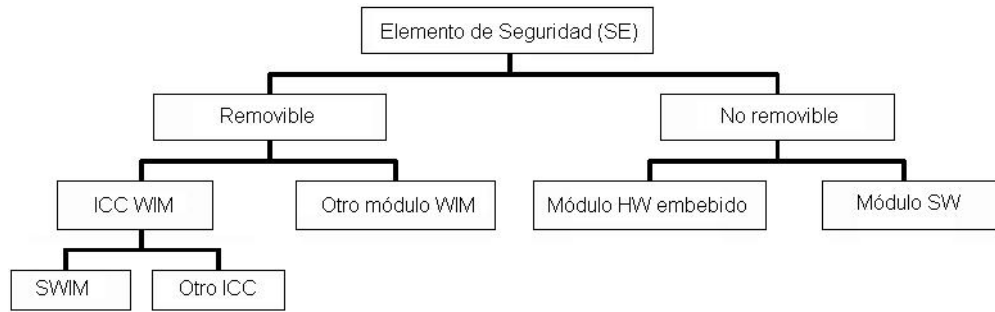 Elemento de Seguridad (SE)
Removible
No removible
ICC WIM
Otro módulo WIM
Módulo HW embebido
Módulo SW
SWIM
Otro ICC